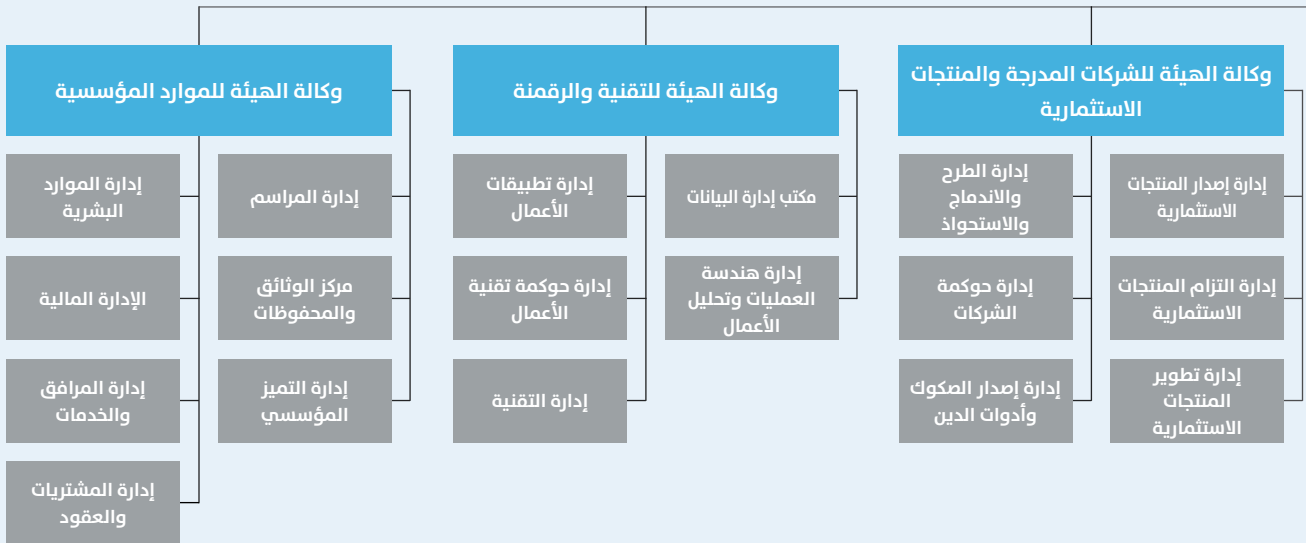 وكالة الهيئة للشركات المدرجة والمنتجات
الاستثمارية
إدارة إصدار المنتجات
الاستثمارية
إدارة الطرح
والاندماج
والاستحواذ
إدارة التزام المنتجات
الاستثمارية
إدارة حوكمة
الشركات
إدارة تطوير
المنتجات
الاستثمارية
إدارة إصدار الصكوك
وأدوات الدين
وكالة الهيئة للتقنية والرقمنة
مكتب إدارة البيانات
إدارة تطبيقات
الأعمال
إدارة هندسة
العمليات وتحليل
الأعمال
إدارة حوكمة تقنية
الأعمال
إدارة التقنية
وكالة الهيئة للموارد المؤسسية
إدارة المراسم
إدارة الموارد
البشرية
مركز الوثائق
والمحفوظات
الإدارة المالية
إدارة التميز
المؤسسي
إدارة المرافق
والخدمات
إدارة المشتريات
والعقود